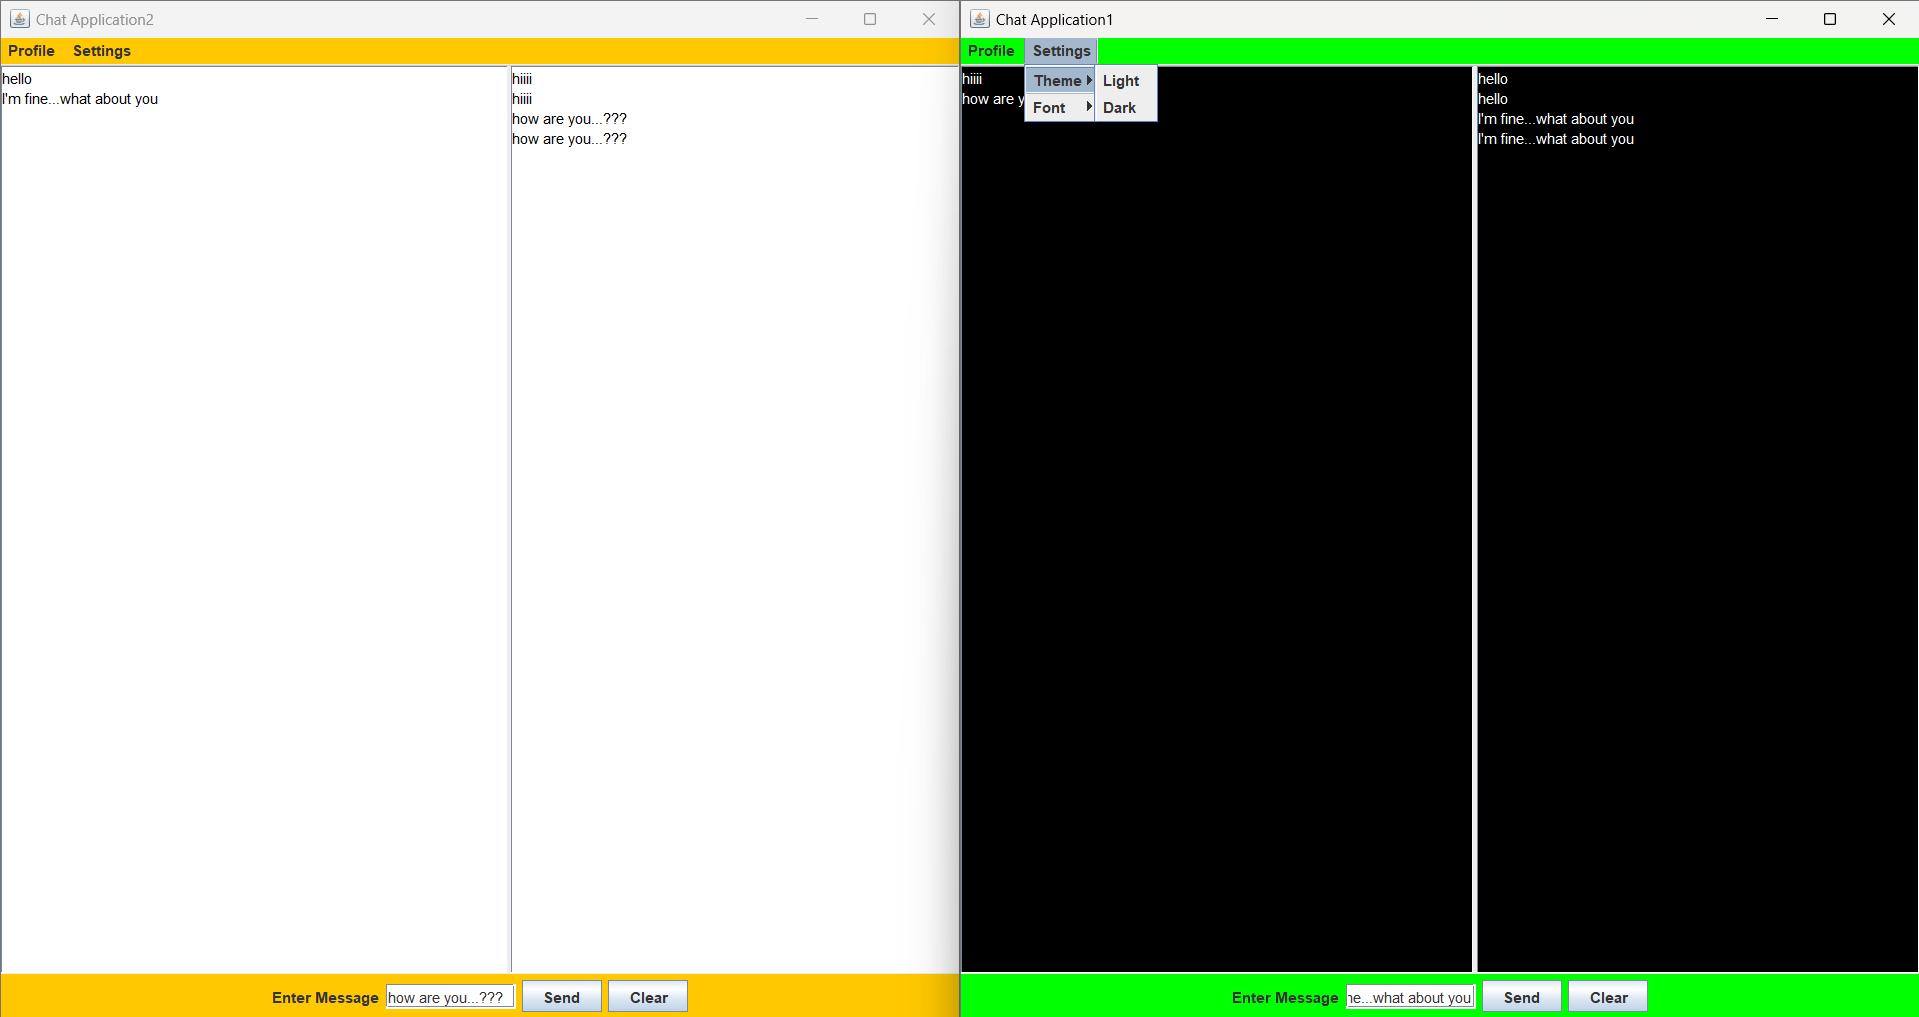 Chat Application2
Profile Settings
hello
I'm fine...what about you
hiiii
hiiii
how are you...???
how are you...???
Enter Message how are you...??? Send Clear
Chat Application1
Profile Settings
Theme Light
Font Dark
hiiii
how are y
hello
hello
I'm fine...what about you
I'm fine...what about you
Enter Message ne...what about you Send Clear